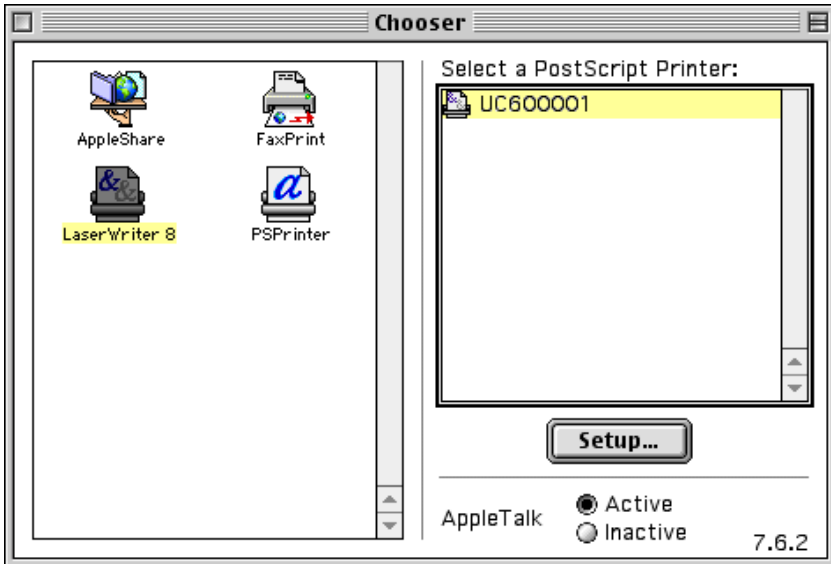 Chooser
AppleShare
FaxPrint
LaserWriter 8
PSPrinter
Select a PostScript Printer:
UC600001
Setup...
AppleTalk
Active
Inactive
7.6.2